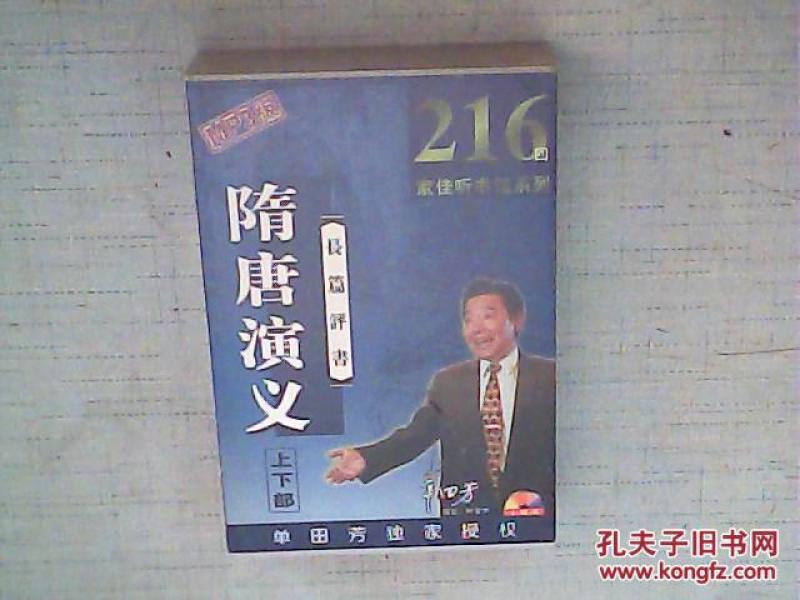 MP3版
216回
家佳听书馆系列
隋唐演义
长篇評書
上下部
单田芳
单田芳独家授权
孔夫子旧书网
www.kongfz.com